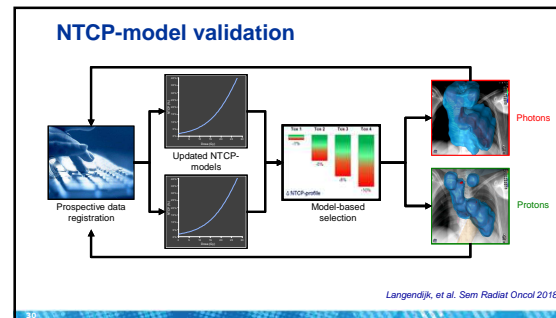 NTCP-model validation
Updated NTCP-
models
Prospective data
registration
Tox 1
Tox 2
Tox 3
Tox 4
δ NTCP-profile
Model-based
selection
Photons
Protons
Langendijk, et al. Sem Radiat Oncol 2018
30